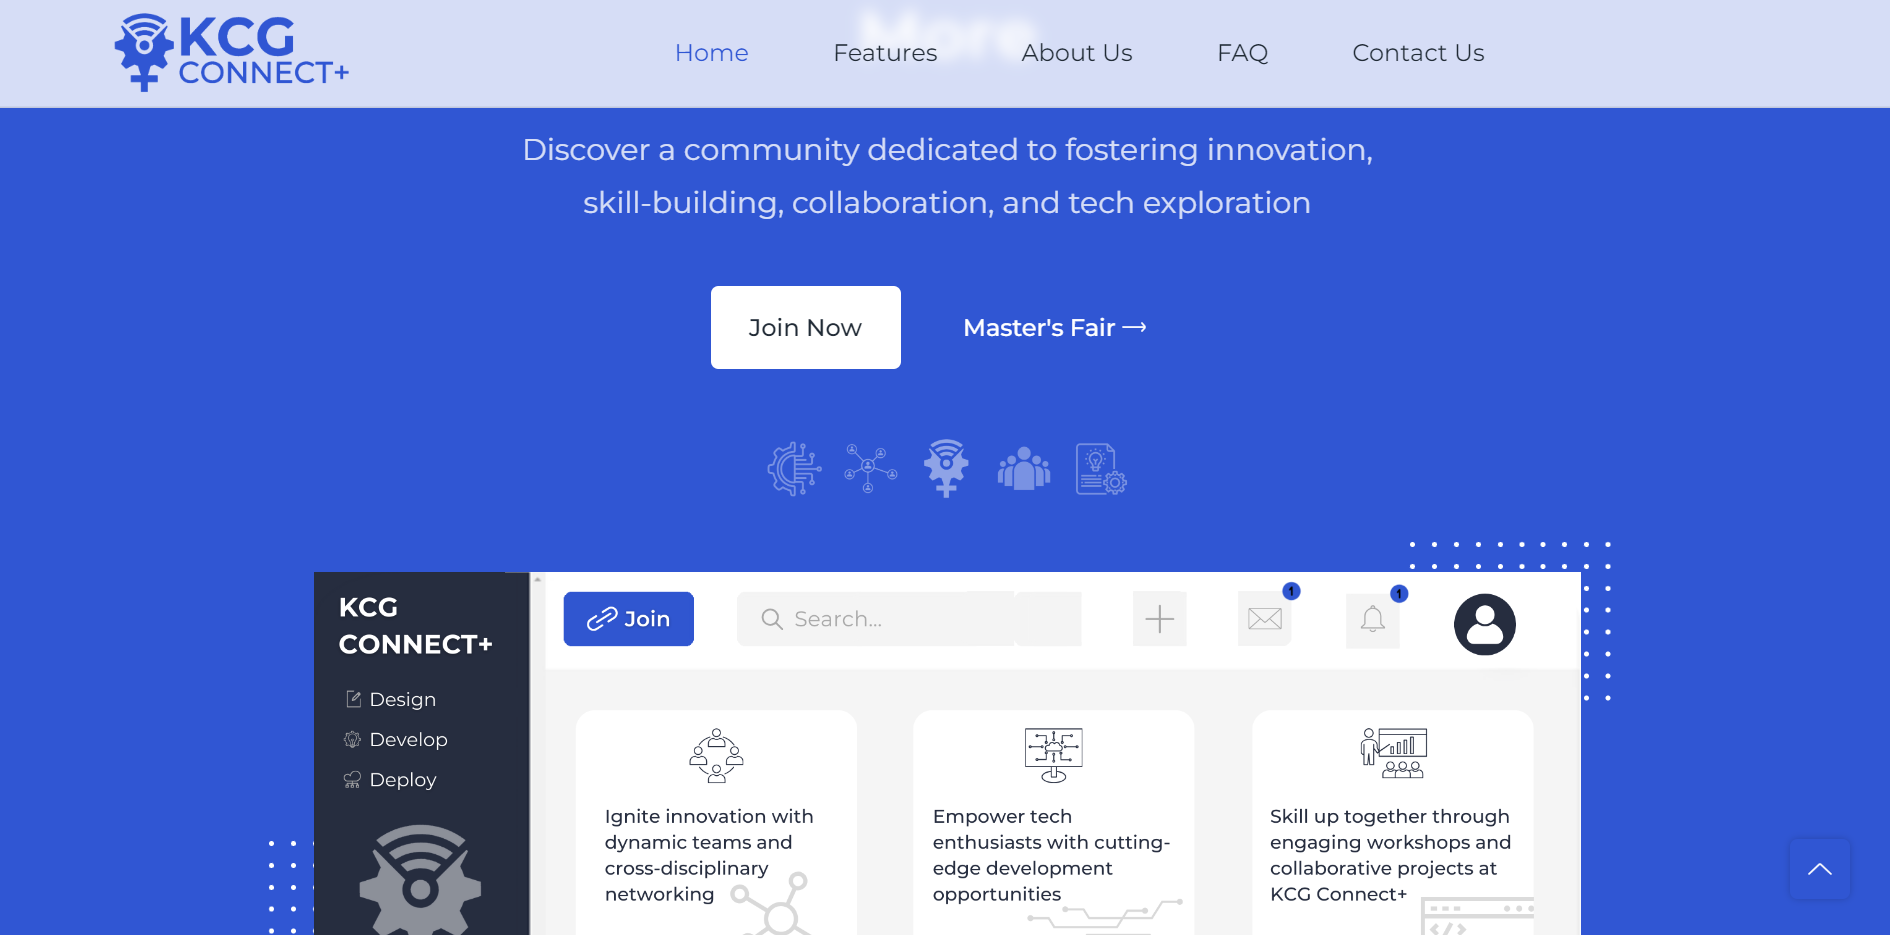 More
KCG
CONNECT+
Home
Features
About Us
FAQ
Contact Us
Discover a community dedicated to fostering innovation,
skill-building, collaboration, and tech exploration
Join Now
Master's Fair
KCG
CONNECT+
Design
Develop
Deploy
Join
Search...
1
1
Ignite innovation with
dynamic teams and
cross-disciplinary
networking
Empower tech
enthusiasts with cutting-
edge development
opportunities
Skill up together through
engaging workshops and
collaborative projects at
KCG Connect+